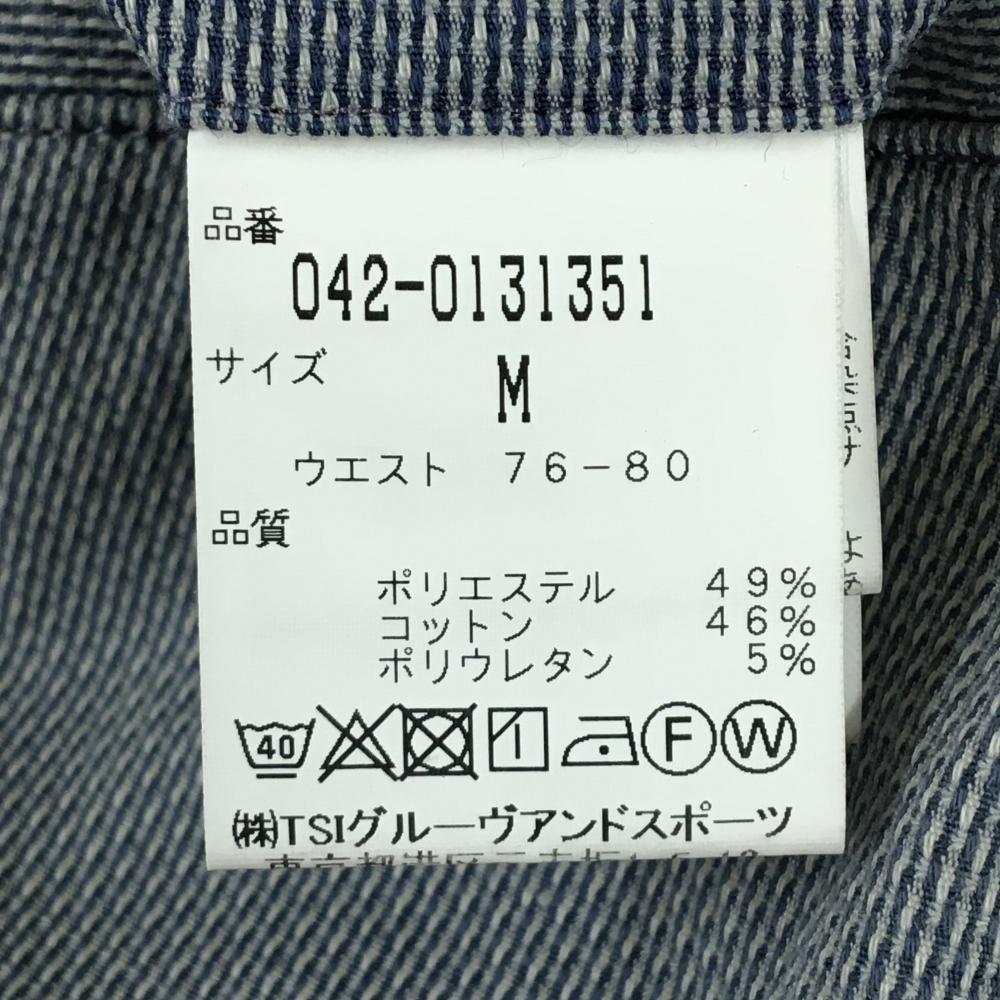 品番
042-0131351
サイズ
M
ウエスト 76-80
品質
ポリエステル 49%
コットン 46%
ポリウレタン 5%
40
F W
(株)TSIグルーヴアンドスポーツ